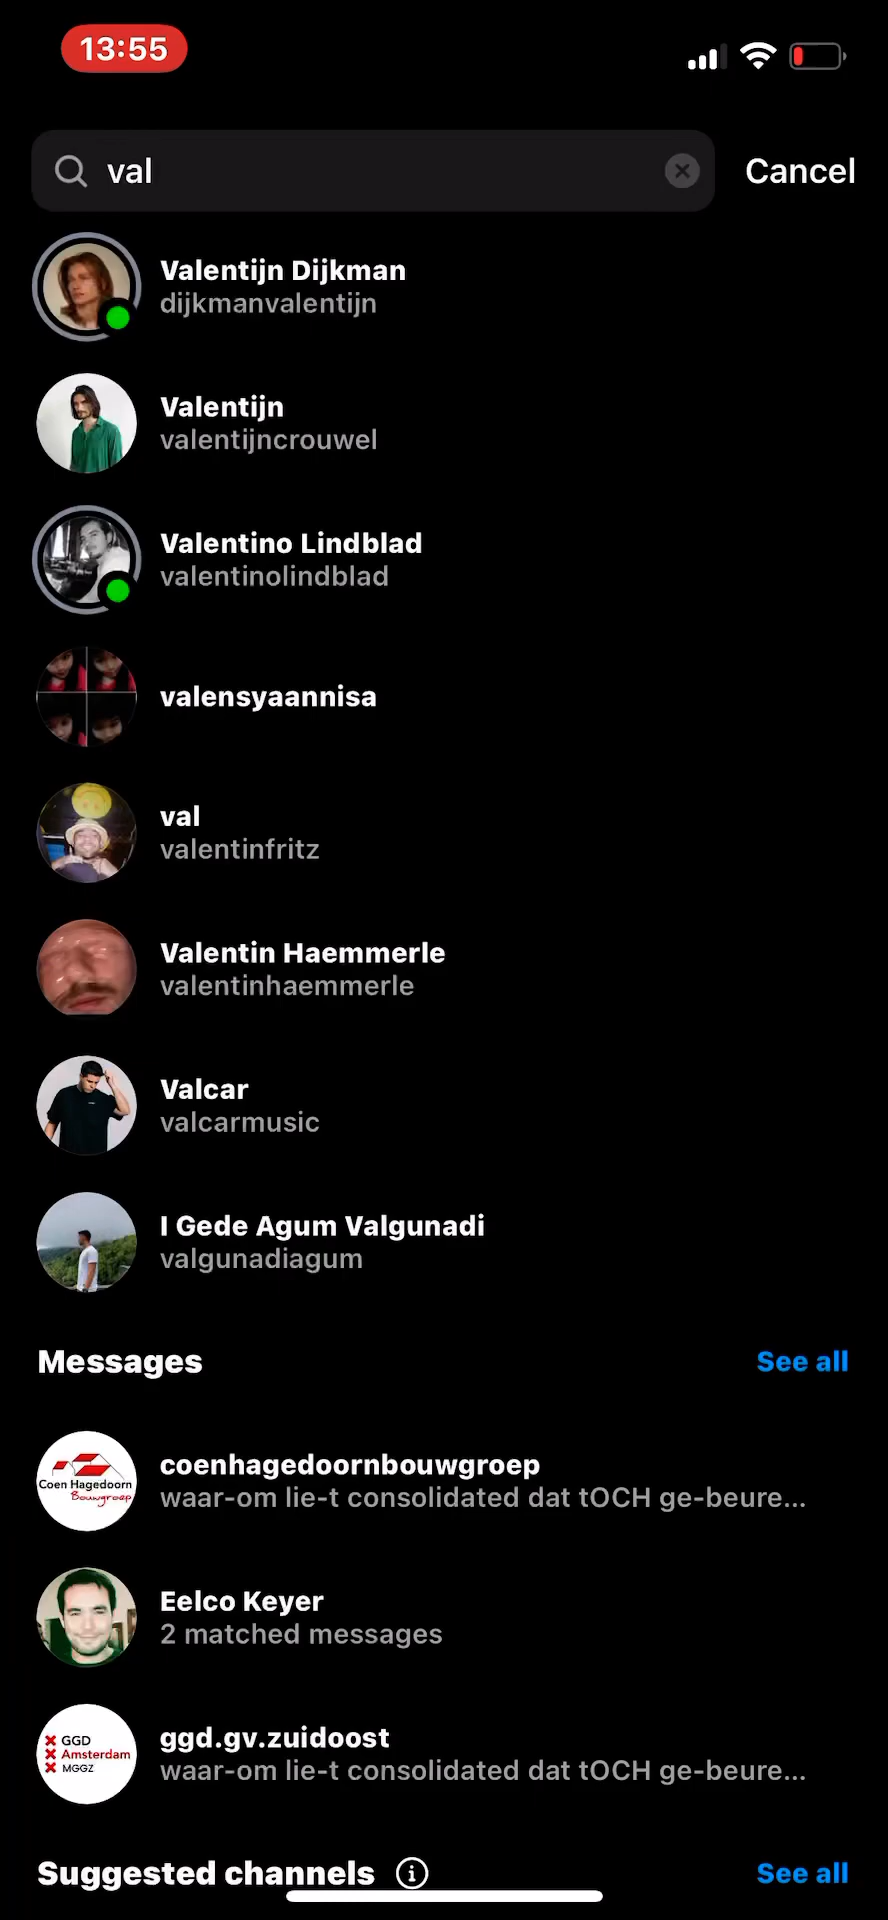 13:55
val
Cancel
Valentijn Dijkman
dijkmanvalentijn
Valentijn
valentijncrouwel
Valentino Lindblad
valentinolindblad
valensyaannisa
val
valentinfritz
Valentin Haemmerle
valentinhaemmerle
Valcar
valcarmusic
I Gede Agum Valgunadi
valgunadiagum
Messages
See all
Coen Hagedoorn
Bouwgroep
coenhagedoornbouwgroep
waar-om lie-t consolidated dat tOCH ge-beure...
Eelco Keyer
2 matched messages
GGD
Amsterdam
MGGZ
ggd.gv.zuidoost
waar-om lie-t consolidated dat tOCH ge-beure...
Suggested channels
See all